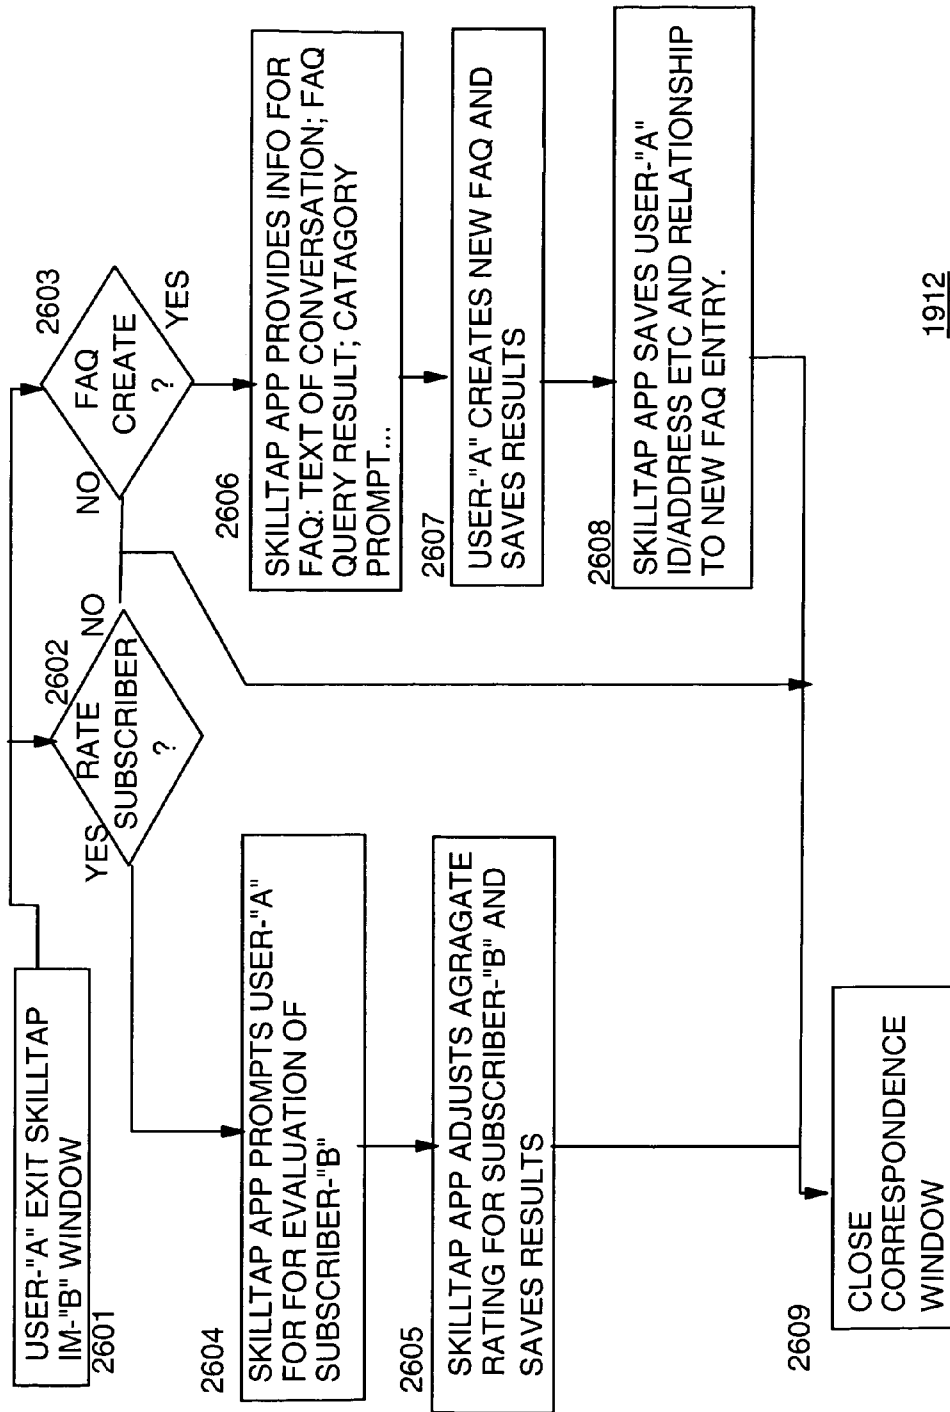 USER-"A" EXIT SKILLTAP
IM-"B" WINDOW
2601
RATE
SUBSCRIBER
?
2602
YES
NO
FAQ
CREATE
?
2603
NO
YES
2604
SKILLTAP APP PROMPTS USER-"A"
FOR FOR EVALUATION OF
SUBSCRIBER-"B"
2605
SKILLTAP APP ADJUSTS AGRAGATE
RATING FOR SUBSCRIBER-"B" AND
SAVES RESULTS
2606
SKILLTAP APP PROVIDES INFO FOR
FAQ: TEXT OF CONVERSATION; FAQ
QUERY RESULT; CATAGORY
PROMPT...
2607
USER-"A" CREATES NEW FAQ AND
SAVES RESULTS
2608
SKILLTAP APP SAVES USER-"A"
ID/ADDRESS ETC AND RELATIONSHIP
TO NEW FAQ ENTRY.
2609
CLOSE
CORRESPONDENCE
WINDOW
1912